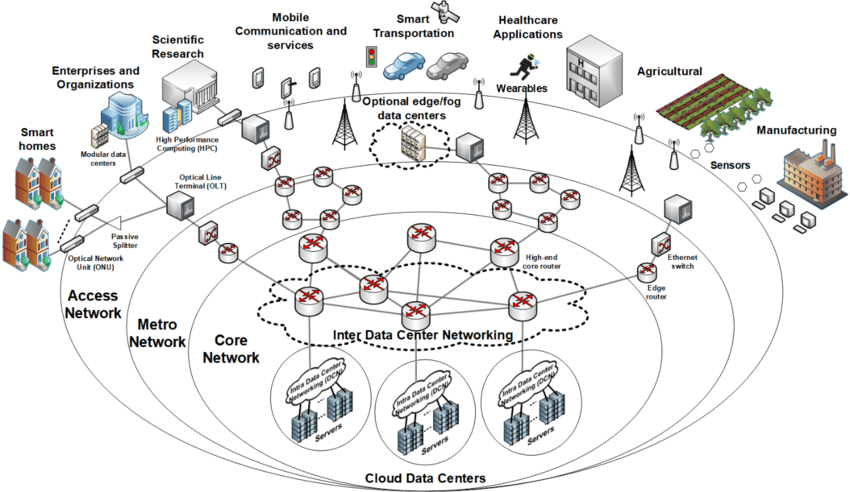 Mobile
Communication and
services
Smart
Transportation
Healthcare
Applications
Scientific
Research
Enterprises and
Organizations
Agricultural
Wearables
Optional edge/fog
data centers
Smart
homes
Modular data
centers
High Performance
Computing (HPC)
Manufacturing
Sensors
H
Optical Line
Terminal (OLT)
Passive
Splitter
Optical Network
Unit (ONU)
High-end
core router
Ethernet
switch
Edge
router
Access
Network
Metro
Network
Core
Network
Inter Data Center Networking
Intra Data Center
Networking (DCN)
Servers
Intra Data Center
Networking (DCN)
Servers
Intra Data Center
Networking (DCN)
Servers
Cloud Data Centers